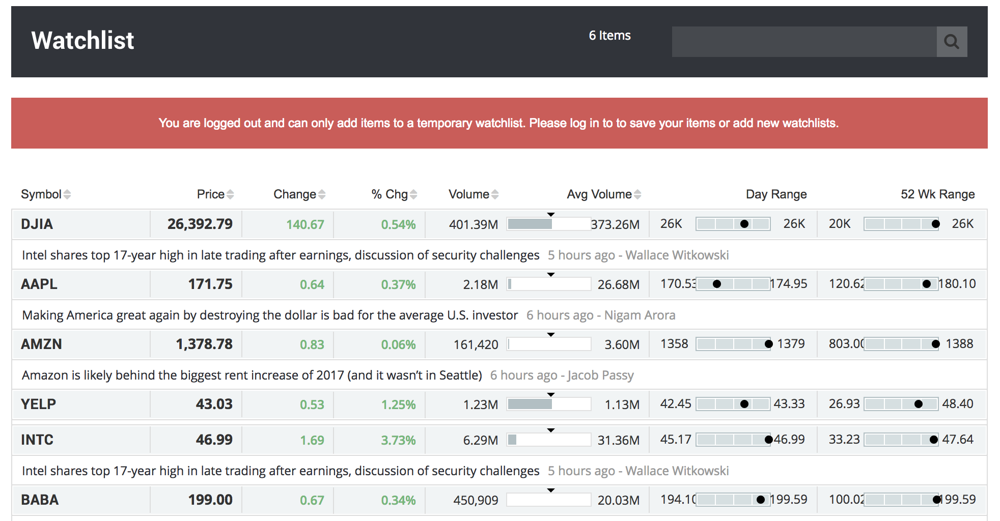 Watchlist 6 Items
You are logged out and can only add items to a temporary watchlist. Please log in to to save your items or add new watchlists.
Symbol Price Change % Chg Volume Avg Volume Day Range 52 Wk Range
DJIA 26,392.79 140.67 0.54% 401.39M 373.26M 26K 26K 20K 26K
Intel shares top 17-year high in late trading after earnings, discussion of security challenges 5 hours ago - Wallace Witkowski
AAPL 171.75 0.64 0.37% 2.18M 26.68M 170.53 174.95 120.62 180.10
Making America great again by destroying the dollar is bad for the average U.S. investor 6 hours ago - Nigam Arora
AMZN 1,378.78 0.83 0.06% 161,420 3.60M 1358 1379 803.00 1388
Amazon is likely behind the biggest rent increase of 2017 (and it wasn’t in Seattle) 6 hours ago - Jacob Passy
YELP 43.03 0.53 1.25% 1.23M 1.13M 42.45 43.33 26.93 48.40
INTC 46.99 1.69 3.73% 6.29M 31.36M 45.17 46.99 33.23 47.64
Intel shares top 17-year high in late trading after earnings, discussion of security challenges 5 hours ago - Wallace Witkowski
BABA 199.00 0.67 0.34% 450,909 20.03M 194.10 199.59 100.02 199.59